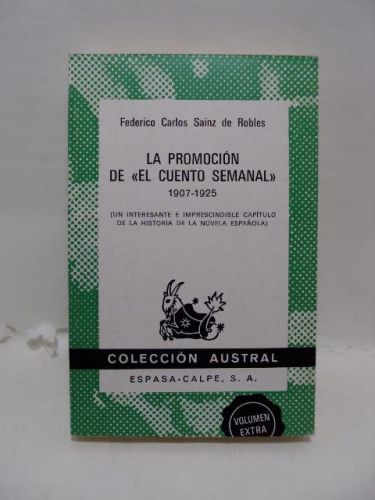 Federico Carlos Sainz de Robles
LA PROMOCIÓN
DE «EL CUENTO SEMANAL»
1907-1925
(UN INTERESANTE E IMPRESCINDIBLE CAPÍTULO
DE LA HISTORIA DE LA NOVELA ESPAÑOLA)
COLECCIÓN AUSTRAL
ESPASA-CALPE, S. A.
VOLUMEN
EXTRA